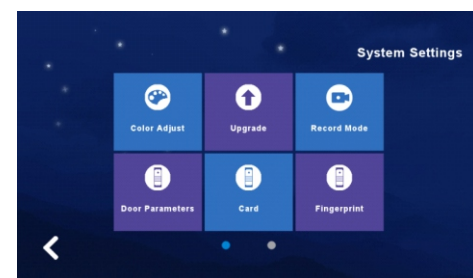 System Settings
Color Adjust
Upgrade
Record Mode
Door Parameters
Card
Fingerprint